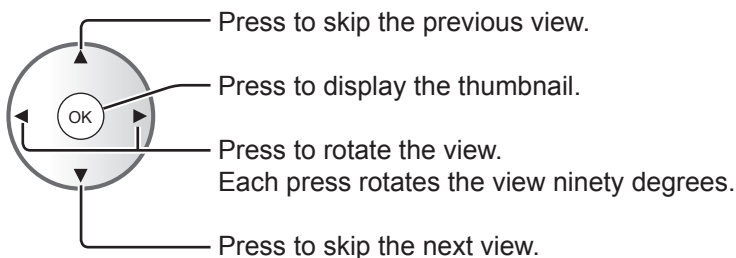 Press to skip the previous view.
Press to display the thumbnail.
OK
Press to rotate the view.
Each press rotates the view ninety degrees.
Press to skip the next view.